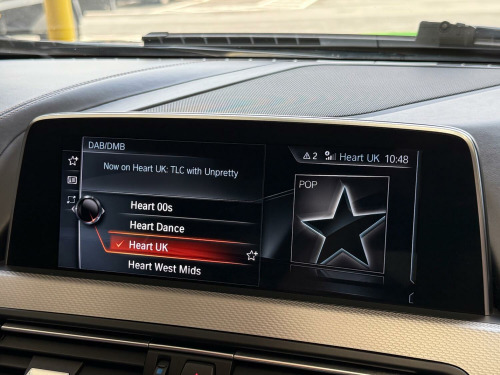 DAB/DMB
2 Heart UK 10:48
Now on Heart UK: TLC with Unpretty
POP
Heart 00s
Heart Dance
Heart UK
Heart West Mids